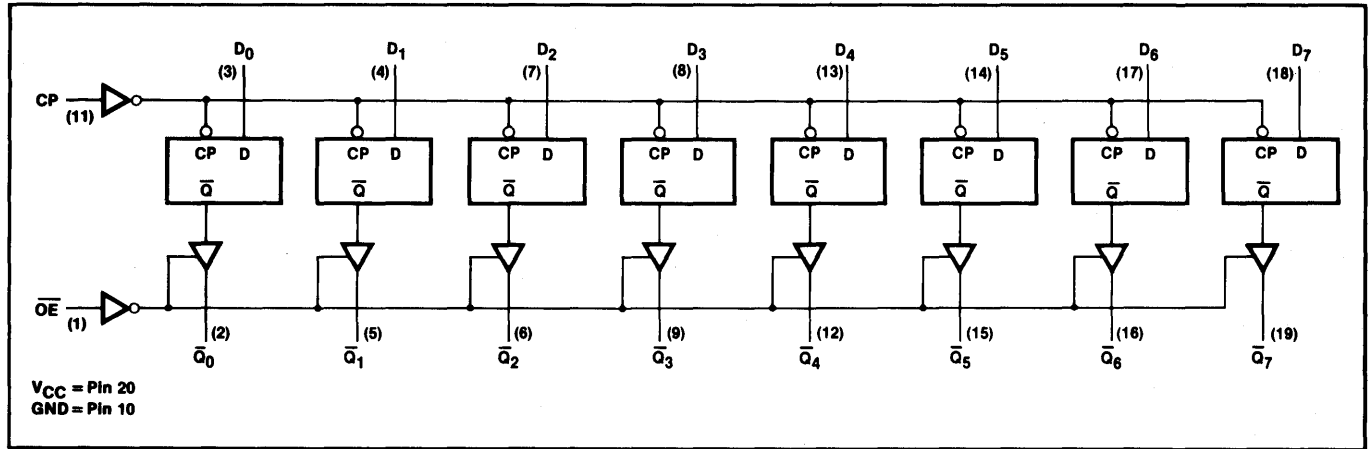 D0 D1 D2 D3 D4 D5 D6 D7
(3) (4) (7) (8) (13) (14) (17) (18)
CP
(11)
CP D CP D CP D CP D CP D CP D CP D CP D
Q̅ Q̅ Q̅ Q̅ Q̅ Q̅ Q̅ Q̅
O̅E̅
(1)
(2) (5) (6) (9) (12) (15) (16) (19)
Q̅0 Q̅1 Q̅2 Q̅3 Q̅4 Q̅5 Q̅6 Q̅7
VCC = Pin 20
GND = Pin 10